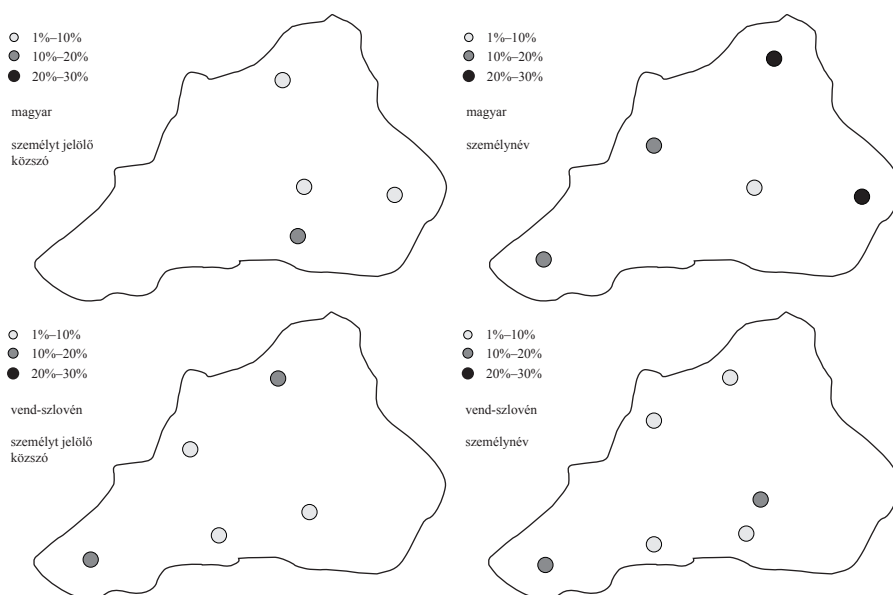 1%–10%
10%–20%
20%–30%
magyar
személyt jelölő
közszó
1%–10%
10%–20%
20%–30%
magyar
személynév
1%–10%
10%–20%
20%–30%
vend-szlovén
személyt jelölő
közszó
1%–10%
10%–20%
20%–30%
vend-szlovén
személynév